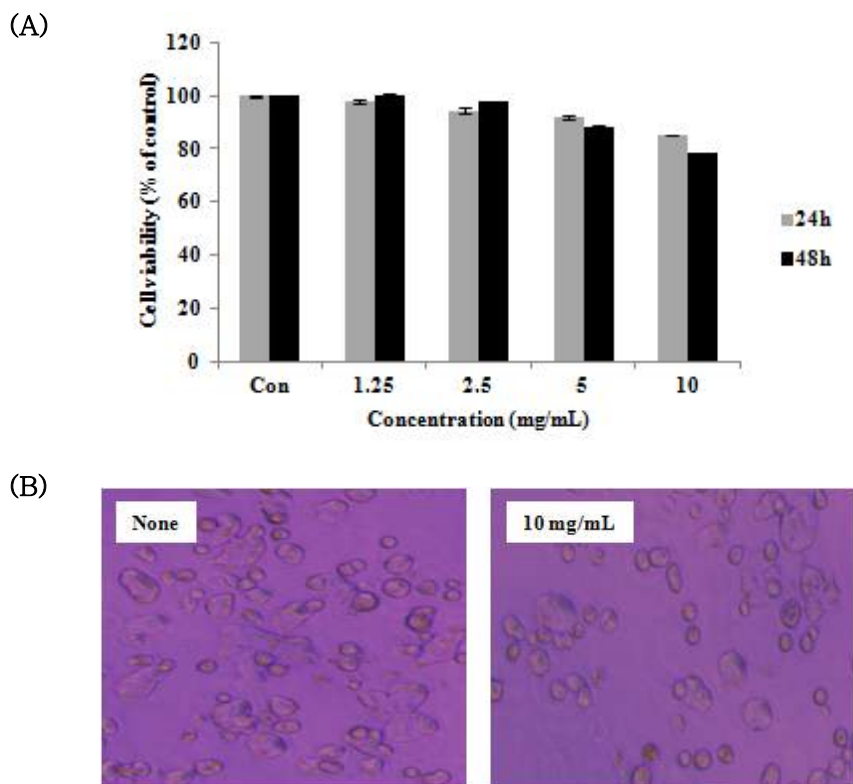 (A)
120
100
80
60
40
20
0
Cell viability (% of control)
Con 1.25 2.5 5 10
Concentration (mg/mL)
24h
48h
(B)
None
10 mg/mL